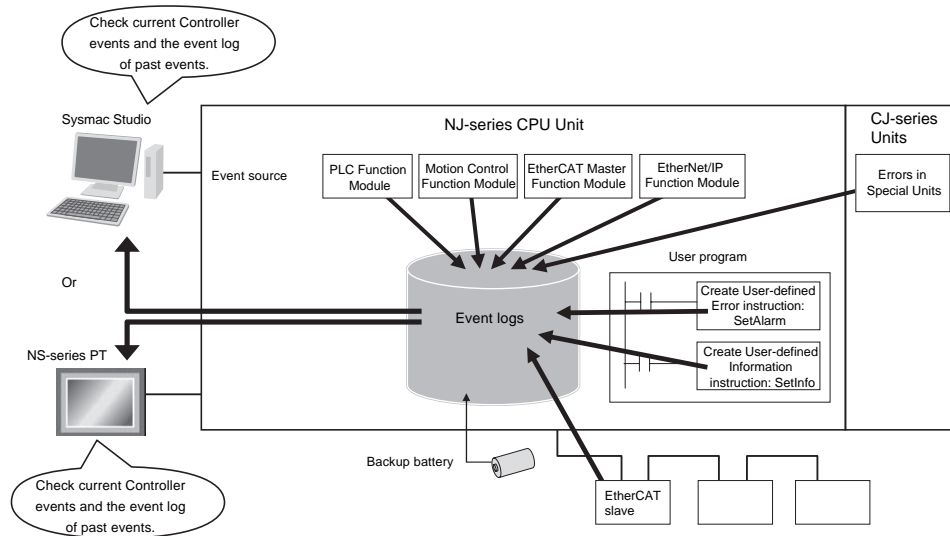 Check current Controller
events and the event log
of past events.
Sysmac Studio
Event source
NJ-series CPU Unit
CJ-series
Units
PLC Function
Module
Motion Control
Function Module
EtherCAT Master
Function Module
EtherNet/IP
Function Module
Errors in
Special Units
Or
Event logs
User program
Create User-defined
Error instruction:
SetAlarm
Create User-defined
Information
instruction: SetInfo
NS-series PT
Backup battery
EtherCAT
slave
Check current Controller
events and the event log
of past events.